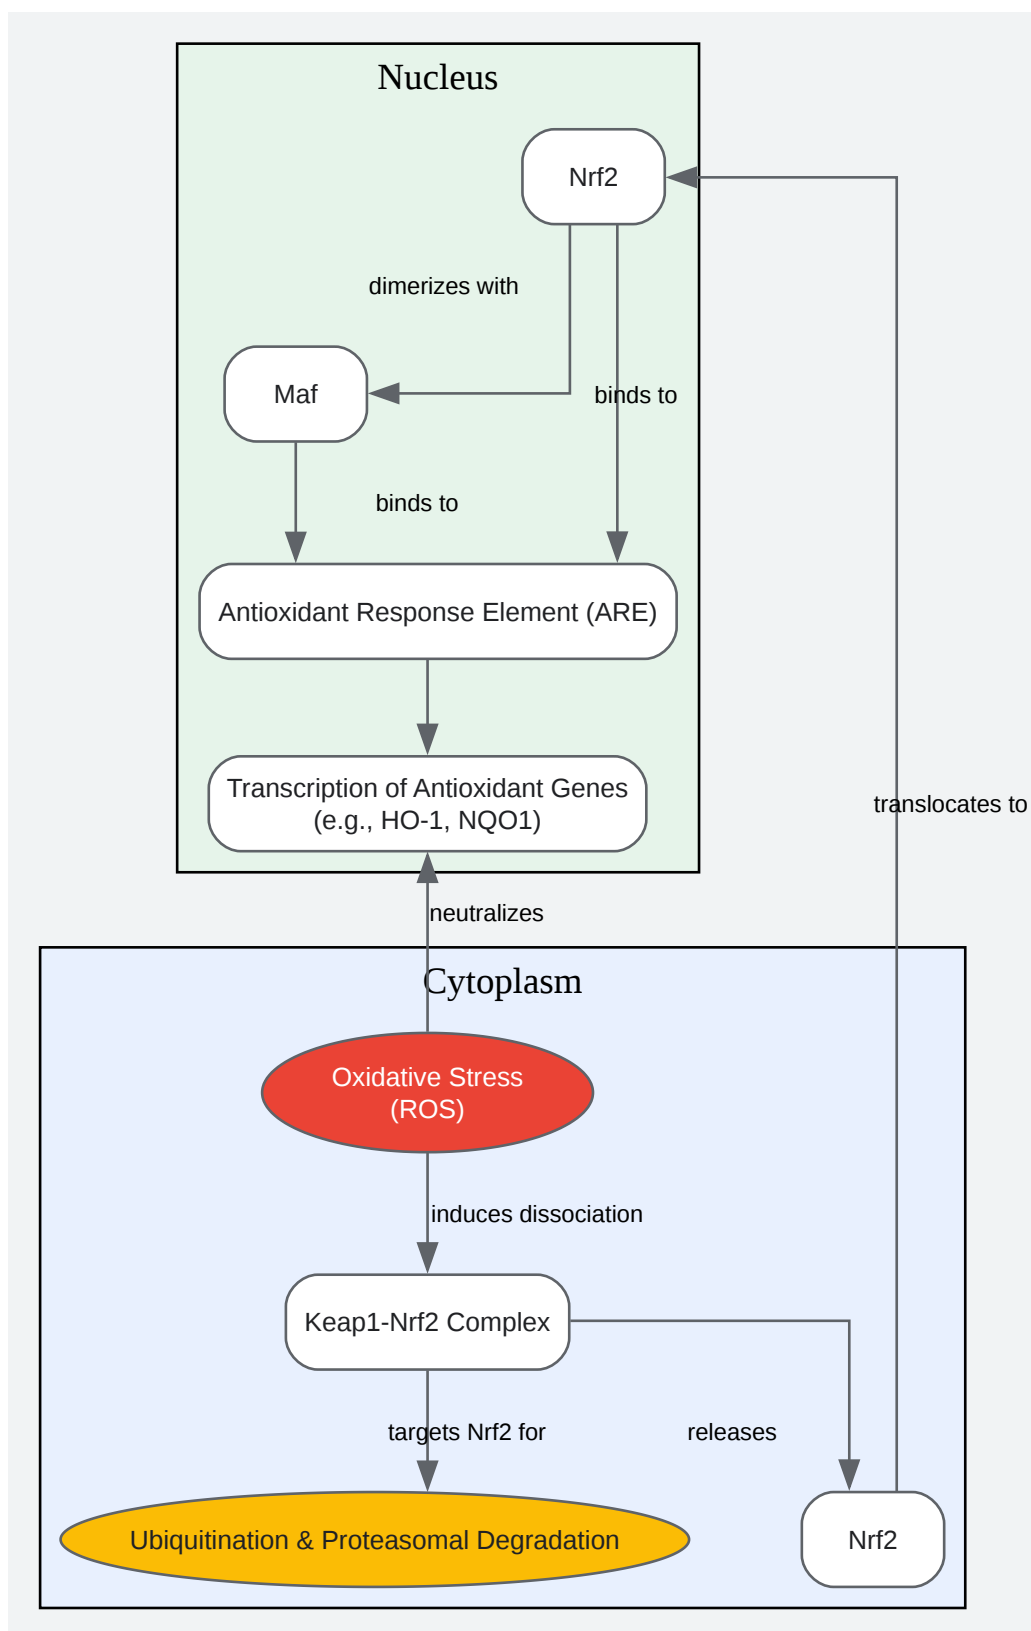 Nucleus
Nrf2
dimerizes with
Maf
binds to
binds to
Antioxidant Response Element (ARE)
Transcription of Antioxidant Genes
(e.g., HO-1, NQO1)
translocates to
neutralizes
Cytoplasm
Oxidative Stress
(ROS)
induces dissociation
Keap1-Nrf2 Complex
targets Nrf2 for
releases
Ubiquitination & Proteasomal Degradation
Nrf2